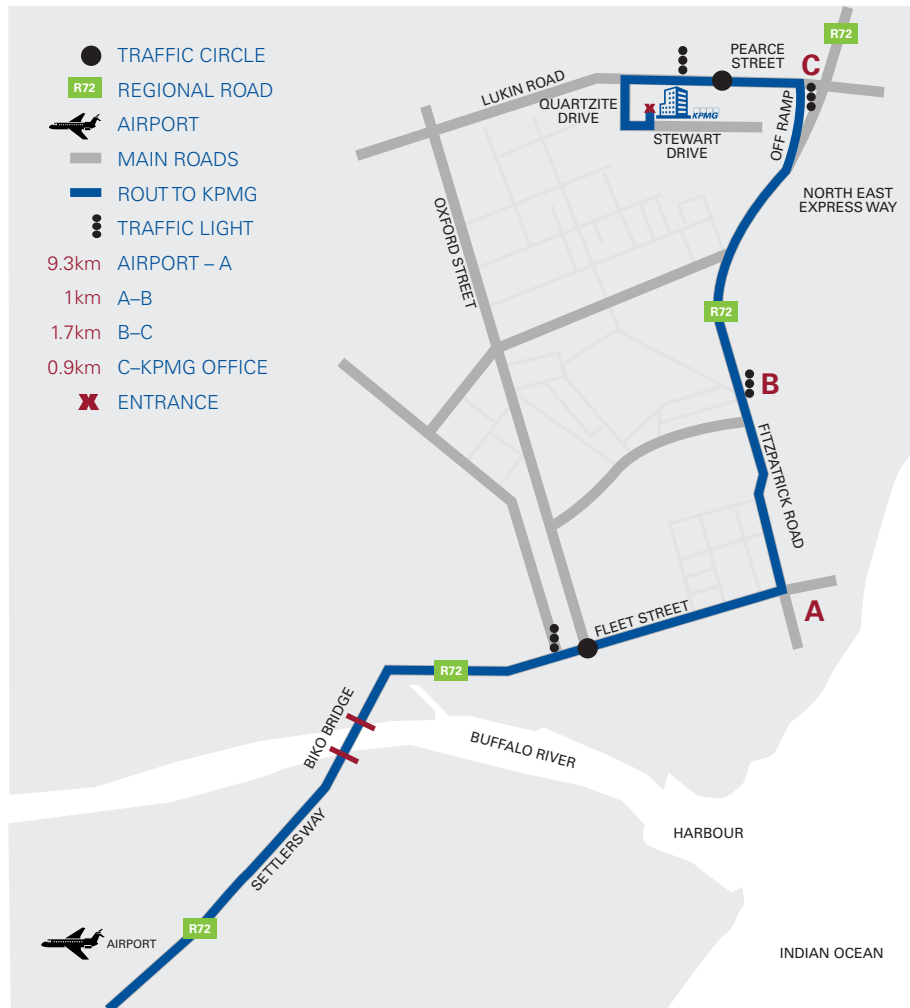 TRAFFIC CIRCLE
R72 REGIONAL ROAD
AIRPORT
MAIN ROADS
ROUT TO KPMG
TRAFFIC LIGHT
9.3km AIRPORT – A
1km A–B
1.7km B–C
0.9km C–KPMG OFFICE
X ENTRANCE
R72
PEARCE
STREET
C
LUKIN ROAD
QUARTZITE
DRIVE
KPMG
STEWART
DRIVE
OFF RAMP
NORTH EAST
EXPRESS WAY
OXFORD STREET
R72
B
FITZPATRICK ROAD
A
FLEET STREET
R72
BIKO BRIDGE
BUFFALO RIVER
HARBOUR
SETTLERS WAY
R72
AIRPORT
INDIAN OCEAN